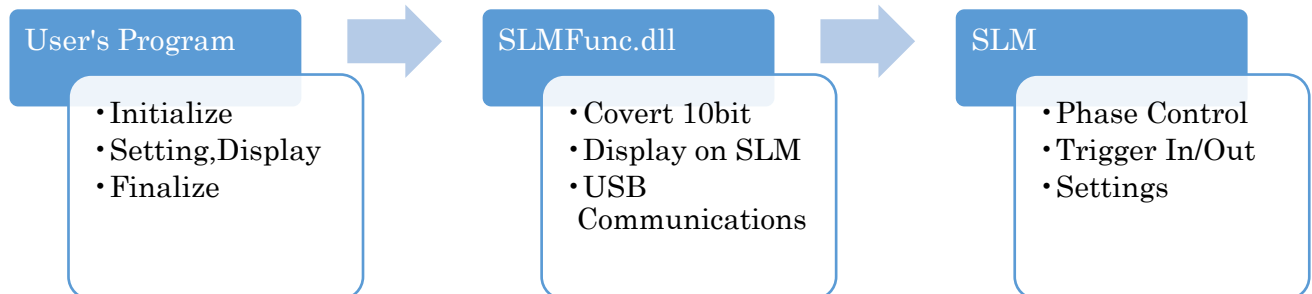 User's Program
・Initialize
・Setting,Display
・Finalize
SLMFunc.dll
・Covert 10bit
・Display on SLM
・USB
Communications
SLM
・Phase Control
・Trigger In/Out
・Settings